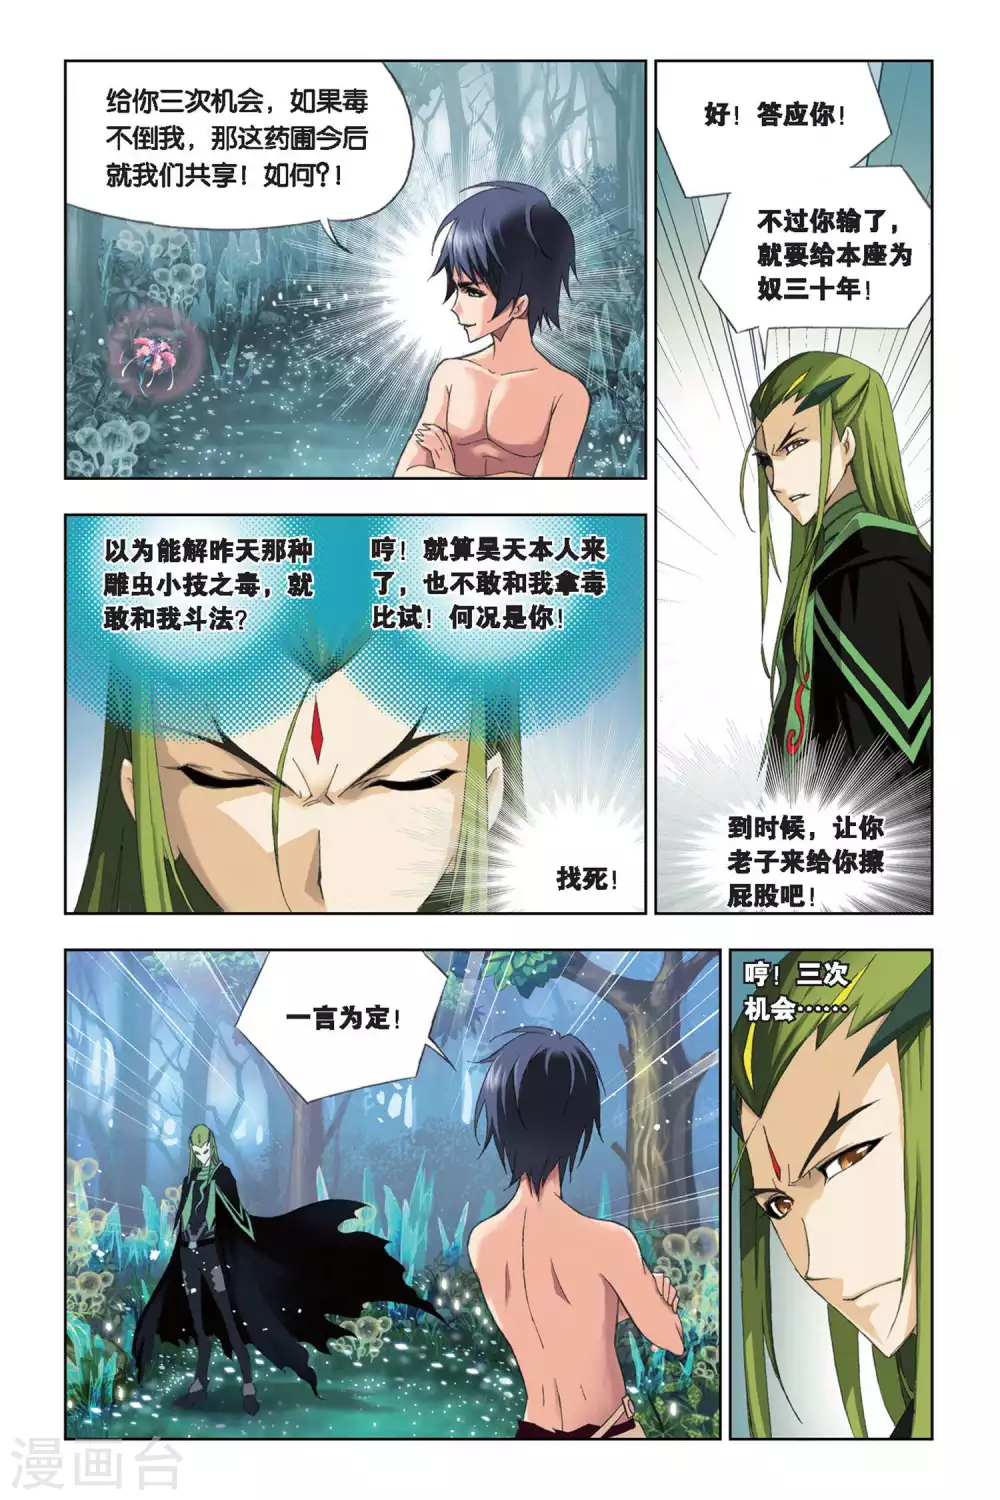 给你三次机会，如果毒
不倒我，那这药圃今后
就我们共享！如何？！
好！答应你！
不过你输了，
就要给本座为
奴三十年！
到时候，让你
老子来给你擦
屁股吧！
以为能解昨天那种
雕虫小技之毒，就
敢和我斗法？
哼！就算昊天本人来
了，也不敢和我拿毒
比试！何况是你！
找死！
一言为定！
哼！三次
机会……
漫画台